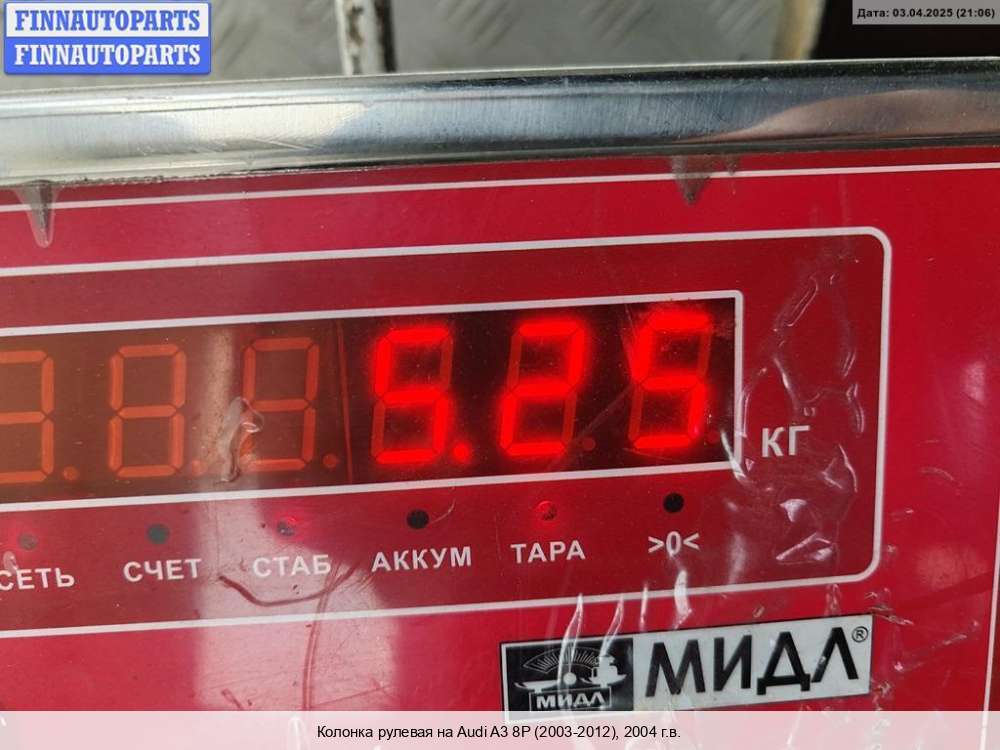 FINNAUTOPARTS
FINNAUTOPARTS
Дата: 03.04.2025 (21:06)
5.25
КГ
СЕТЬ СЧЕТ СТАБ АККУМ ТАРА >0<
МИДЛ МИДЛ®
Колонка рулевая на Audi A3 8P (2003-2012), 2004 г.в.